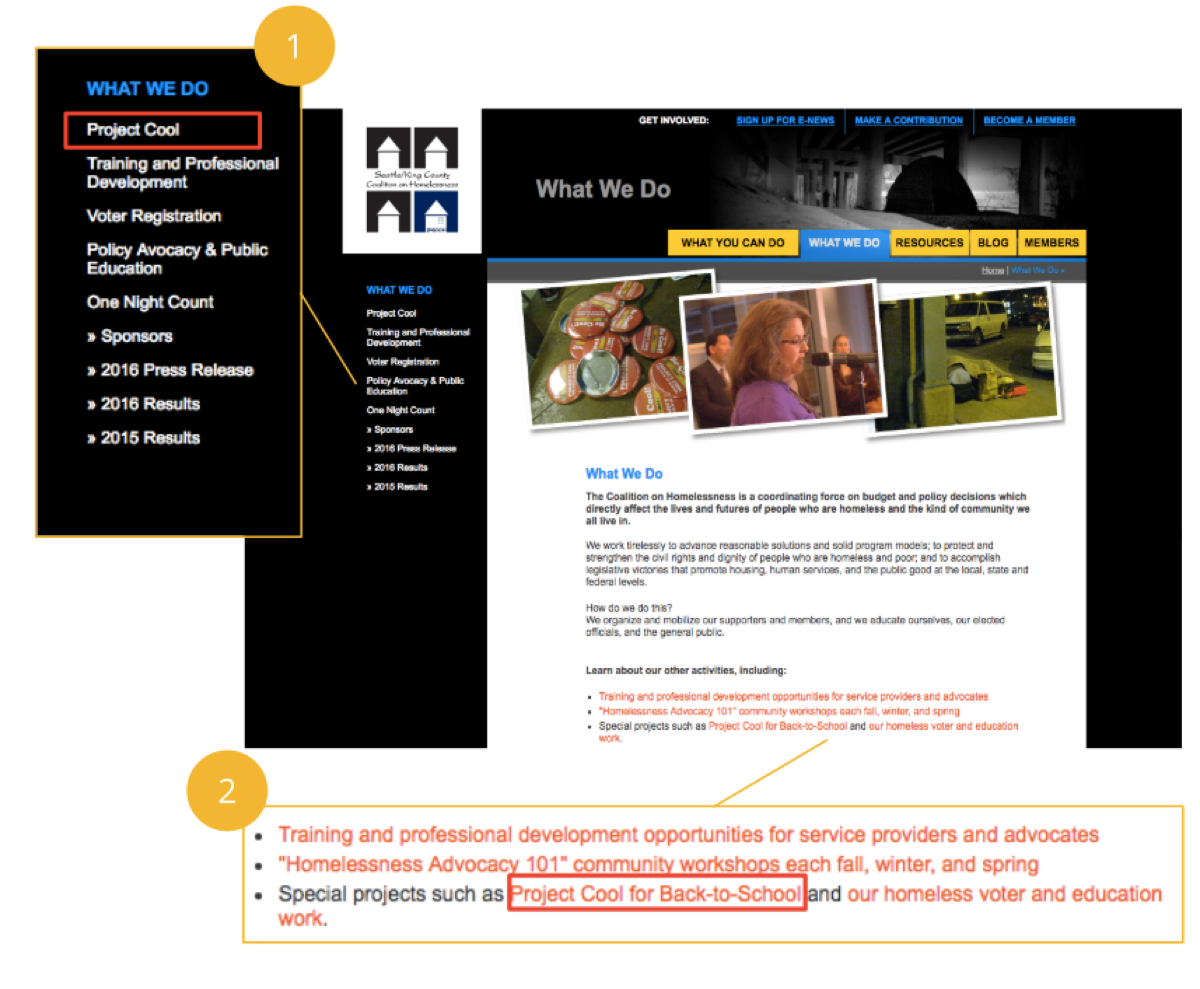 1
WHAT WE DO
Project Cool
Training and Professional
Development
Voter Registration
Policy Avocacy & Public
Education
One Night Count
» Sponsors
» 2016 Press Release
» 2016 Results
» 2015 Results
GET INVOLVED: SIGN UP FOR E-NEWS MAKE A CONTRIBUTION BECOME A MEMBER
Seattle/King County
Coalition on Homelessness
What We Do
WHAT YOU CAN DO WHAT WE DO RESOURCES BLOG MEMBERS
Home | What We Do »
WHAT WE DO
Project Cool
Training and Professional
Development
Voter Registration
Policy Avocacy & Public
Education
One Night Count
» Sponsors
» 2016 Press Release
» 2016 Results
» 2015 Results
What We Do
The Coalition on Homelessness is a coordinating force on budget and policy decisions which
directly affect the lives and futures of people who are homeless and the kind of community we
all live in.
We work tirelessly to advance reasonable solutions and solid program models; to protect and
strengthen the civil rights and dignity of people who are homeless and poor; and to accomplish
legislative victories that promote housing, human services, and the public good at the local, state and
federal levels.
How do we do this?
We organize and mobilize our supporters and members, and we educate ourselves, our elected
officials, and the general public.
Learn about our other activities, including:
• Training and professional development opportunities for service providers and advocates
• "Homelessness Advocacy 101" community workshops each fall, winter, and spring
• Special projects such as Project Cool for Back-to-School and our homeless voter and education
work.
2
• Training and professional development opportunities for service providers and advocates
• "Homelessness Advocacy 101" community workshops each fall, winter, and spring
• Special projects such as Project Cool for Back-to-School and our homeless voter and education
work.